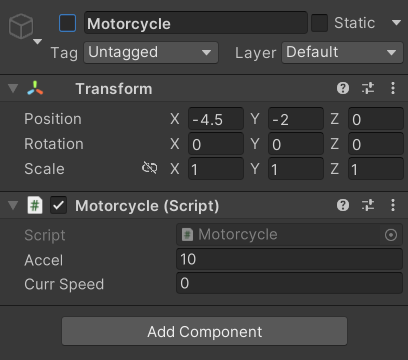 Motorcycle Static
Tag Untagged Layer Default
Transform
Position X -4.5 Y -2 Z 0
Rotation X 0 Y 0 Z 0
Scale X 1 Y 1 Z 1
# Motorcycle (Script)
Script # Motorcycle
Accel 10
Curr Speed 0
Add Component